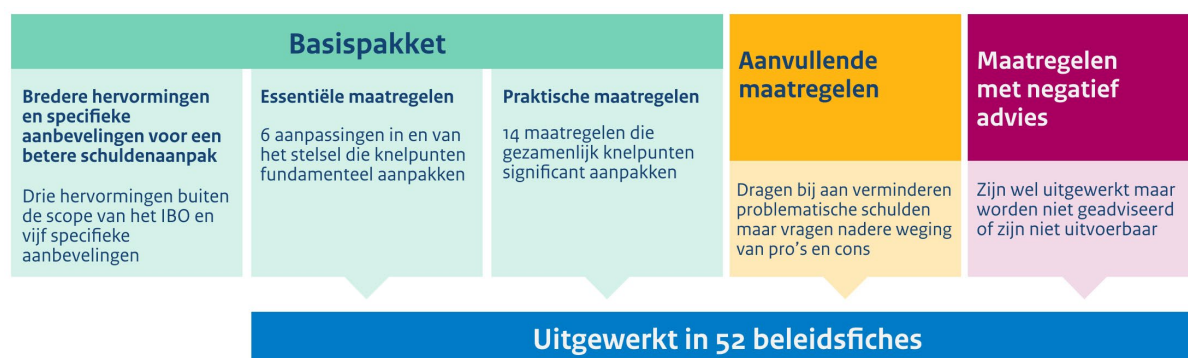 Basispakket
Bredere hervormingen
en specifieke
aanbevelingen voor een
betere schuldenaanpak
Drie hervormingen buiten
de scope van het IBO en
vijf specifieke
aanbevelingen
Essentiële maatregelen
6 aanpassingen in en van
het stelsel die knelpunten
fundamenteel aanpakken
Praktische maatregelen
14 maatregelen die
gezamenlijk knelpunten
significant aanpakken
Aanvullende
maatregelen
Dragen bij aan verminderen
problematische schulden
maar vragen nadere weging
van pro’s en cons
Maatregelen
met negatief
advies
Zijn wel uitgewerkt maar
worden niet geadviseerd
of zijn niet uitvoerbaar
Uitgewerkt in 52 beleidsfiches